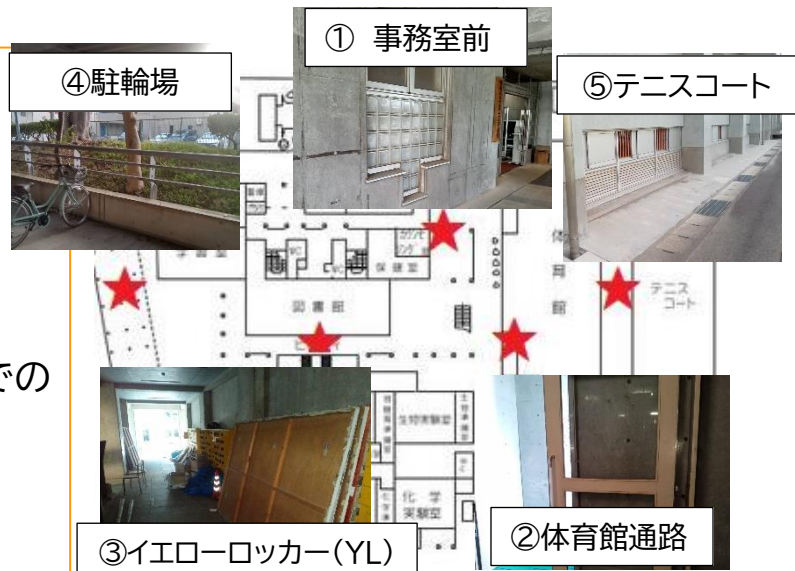 ① 事務室前
④駐輪場
⑤テニスコート
保健室
体育館
図書館
テニス
コート
での
生物実験室
化学
実験室
③イエローロッカー(YL)
②体育館通路